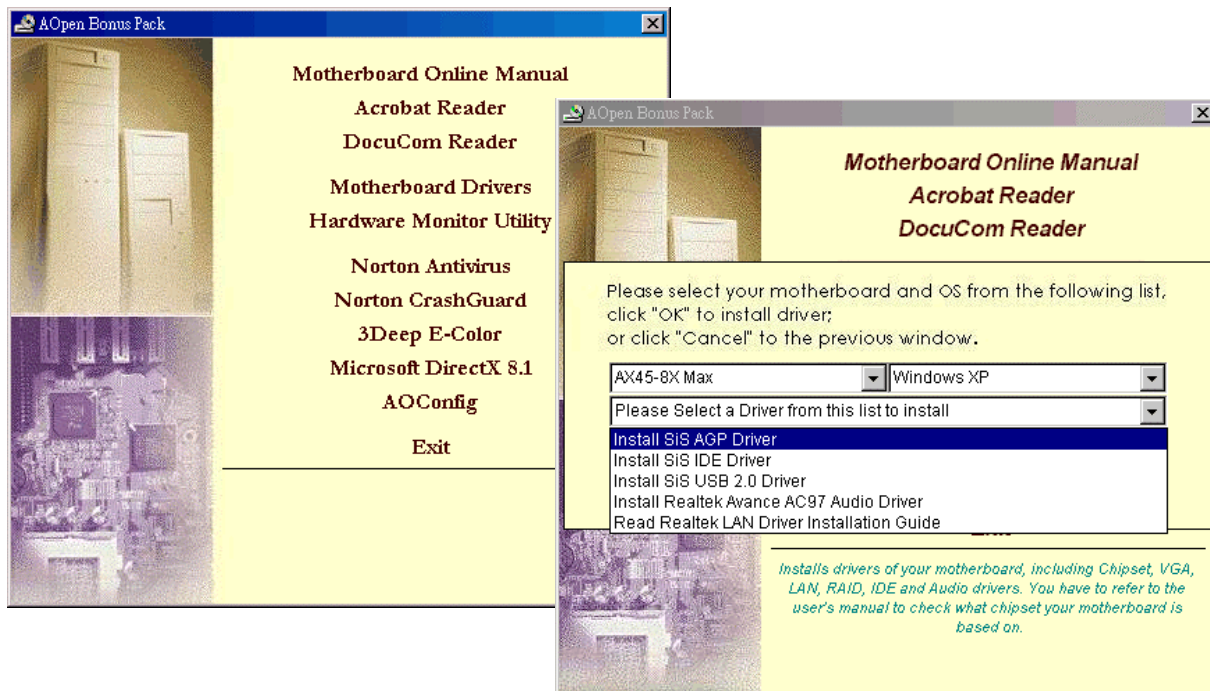 AOpen Bonus Pack
Motherboard Online Manual
Acrobat Reader
DocuCom Reader
Motherboard Drivers
Hardware Monitor Utility
Norton Antivirus
Norton CrashGuard
3Deep E-Color
Microsoft DirectX 8.1
AOConfig
Exit
AOpen Bonus Pack
Motherboard Online Manual
Acrobat Reader
DocuCom Reader
Please select your motherboard and OS from the following list,
click "OK" to install driver;
or click "Cancel" to the previous window.
AX45-8X Max Windows XP
Please Select a Driver from this list to install
Install SiS AGP Driver
Install SiS IDE Driver
Install SiS USB 2.0 Driver
Install Realtek Avance AC97 Audio Driver
Read Realtek LAN Driver Installation Guide
Installs drivers of your motherboard, including Chipset, VGA,
LAN, RAID, IDE and Audio drivers. You have to refer to the
user's manual to check what chipset your motherboard is
based on.